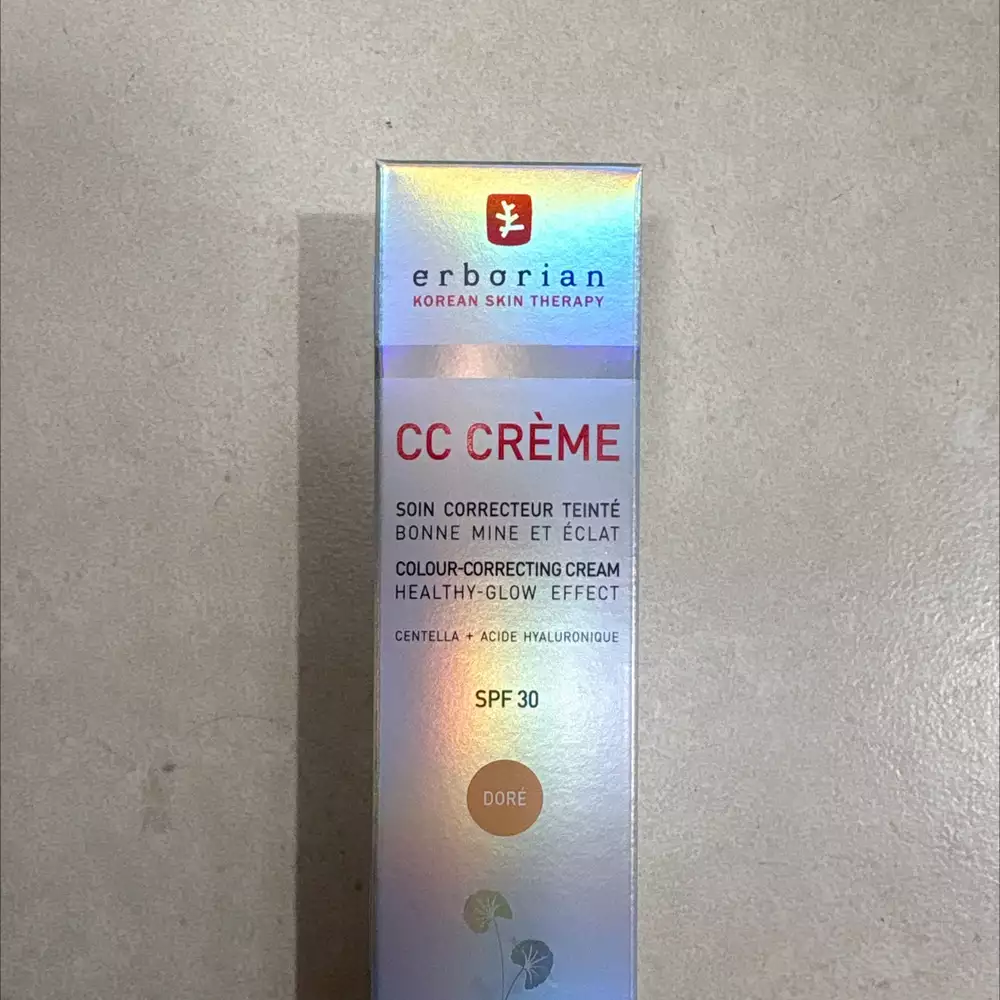 erborian
KOREAN SKIN THERAPY
CC CRÈME
SOIN CORRECTEUR TEINTÉ
BONNE MINE ET ÉCLAT
COLOUR-CORRECTING CREAM
HEALTHY-GLOW EFFECT
CENTELLA + ACIDE HYALURONIQUE
SPF 30
DORÉ